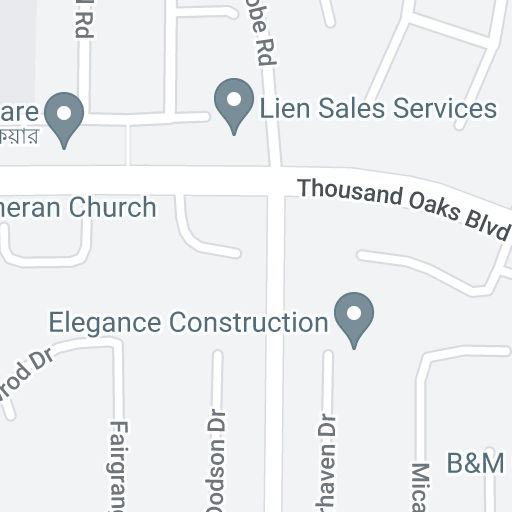 Rd
obe Rd
are
কেয়ার
Lien Sales Services
Thousand Oaks Blvd
heran Church
Elegance Construction
rod Dr
Fairgran
Dodson Dr
rhaven Dr
Mica
B&M